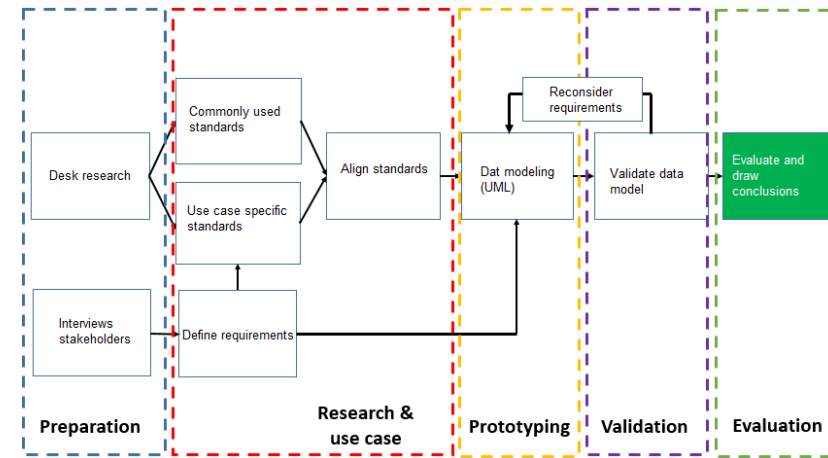 Reconsider
requirements
Commonly used
standards
Desk research
Align standards
Dat modeling
(UML)
Validate data
model
Evaluate and
draw
conclusions
Use case specific
standards
Interviews
stakeholders
Define requirements
Preparation
Research &
use case
Prototyping
Validation
Evaluation